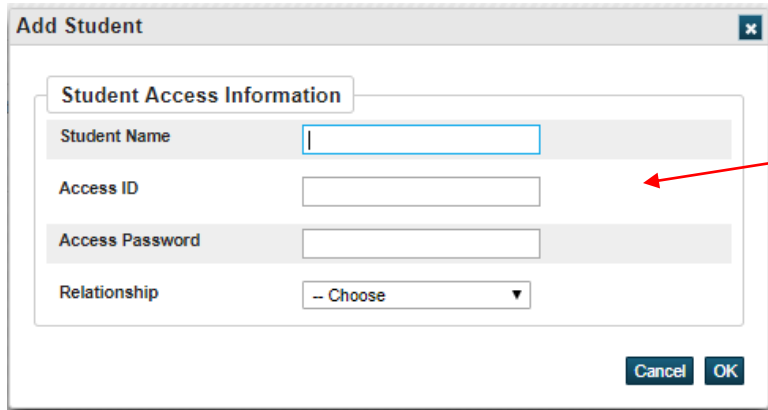 Add Student
Student Access Information
Student Name
Access ID
Access Password
Relationship -- Choose
Cancel OK